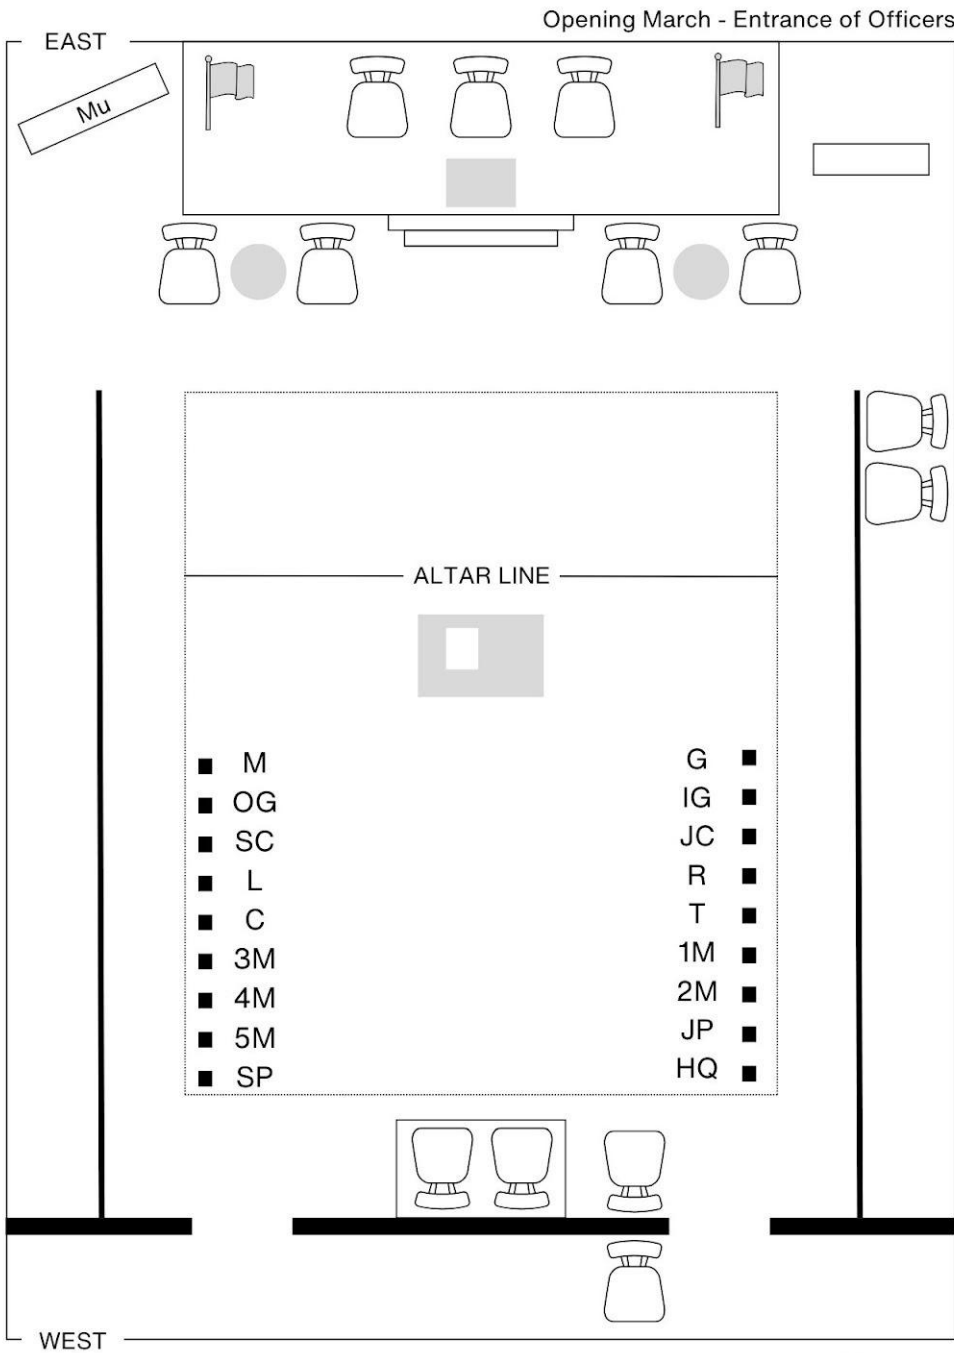 Opening March - Entrance of Officers
EAST
Mu
ALTAR LINE
M G
OG IG
SC JC
L R
C T
3M 1M
4M 2M
5M JP
SP HQ
WEST